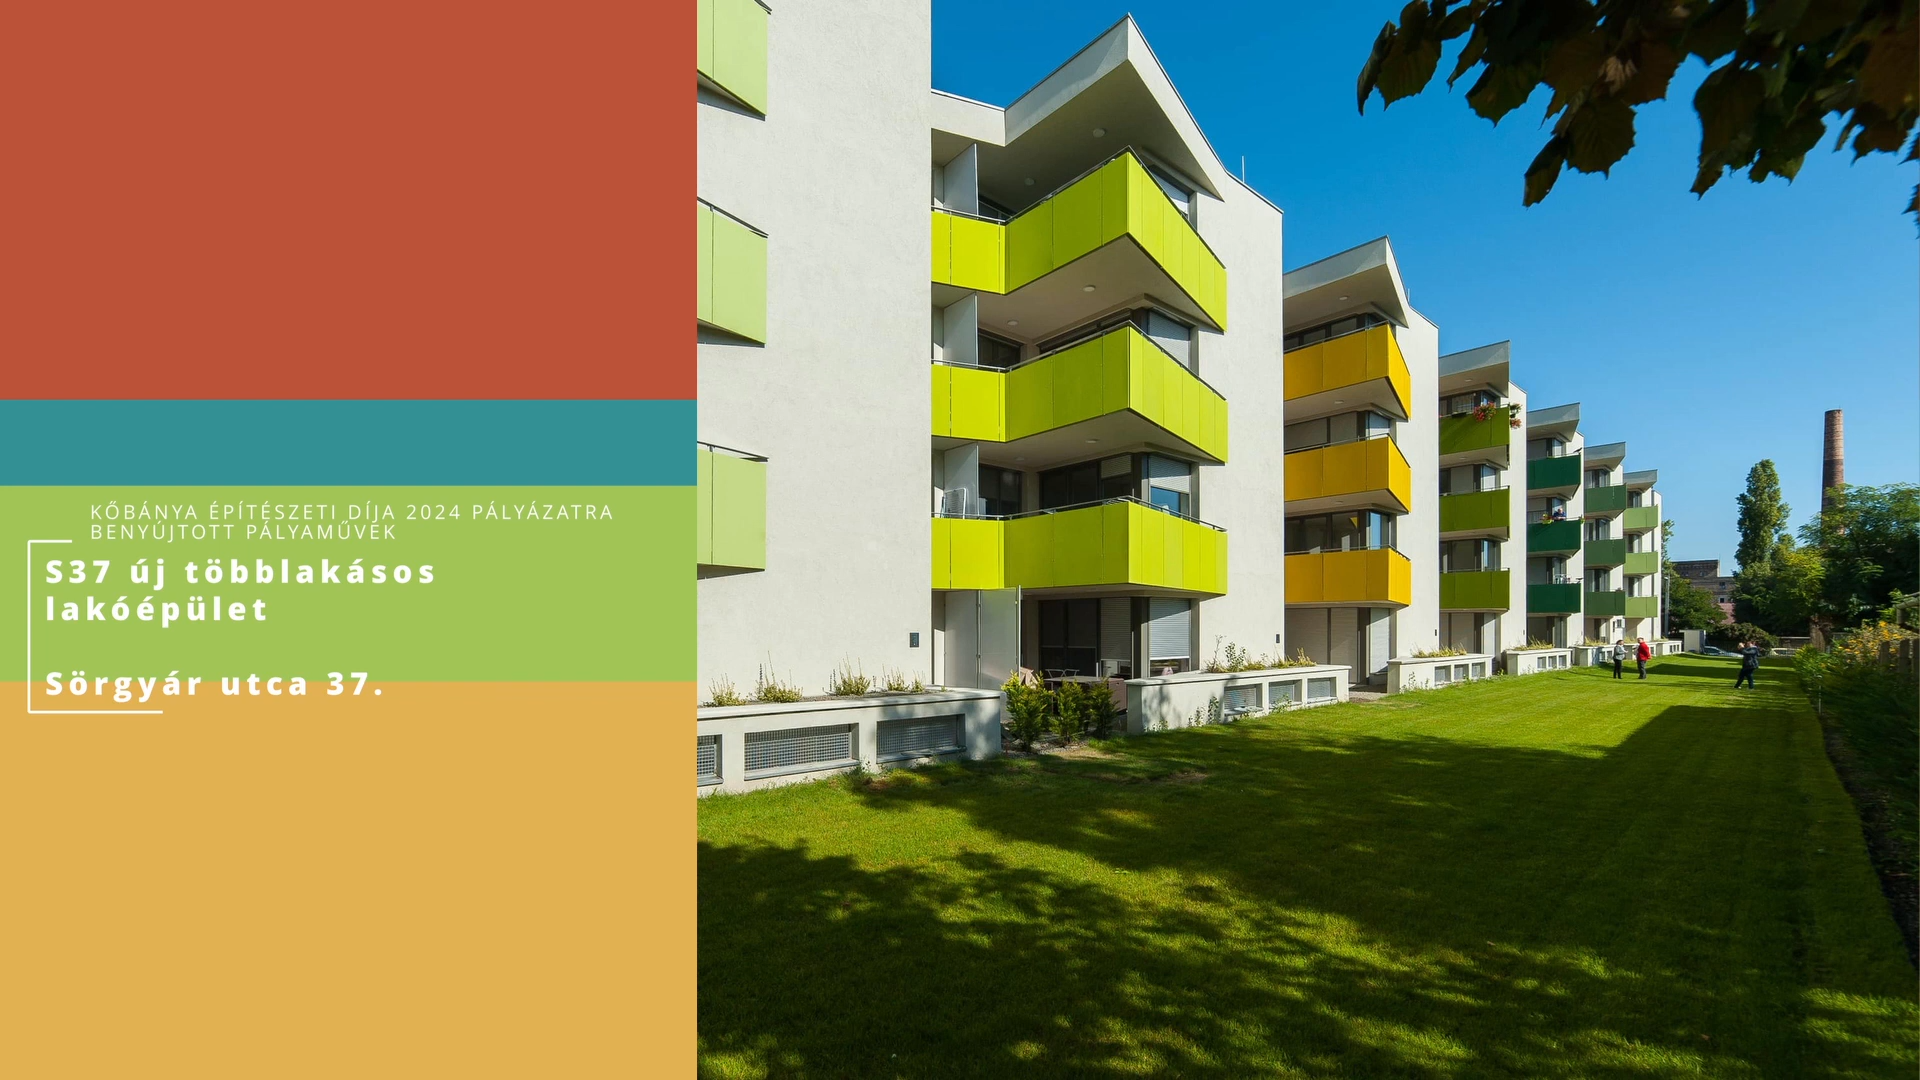 KŐBÁNYA ÉPÍTÉSZETI DÍJA 2024 PÁLYÁZATRA
BENYÚJTOTT PÁLYAMŰVEK
S37 új többlakásos
lakóépület
Sörgyár utca 37.